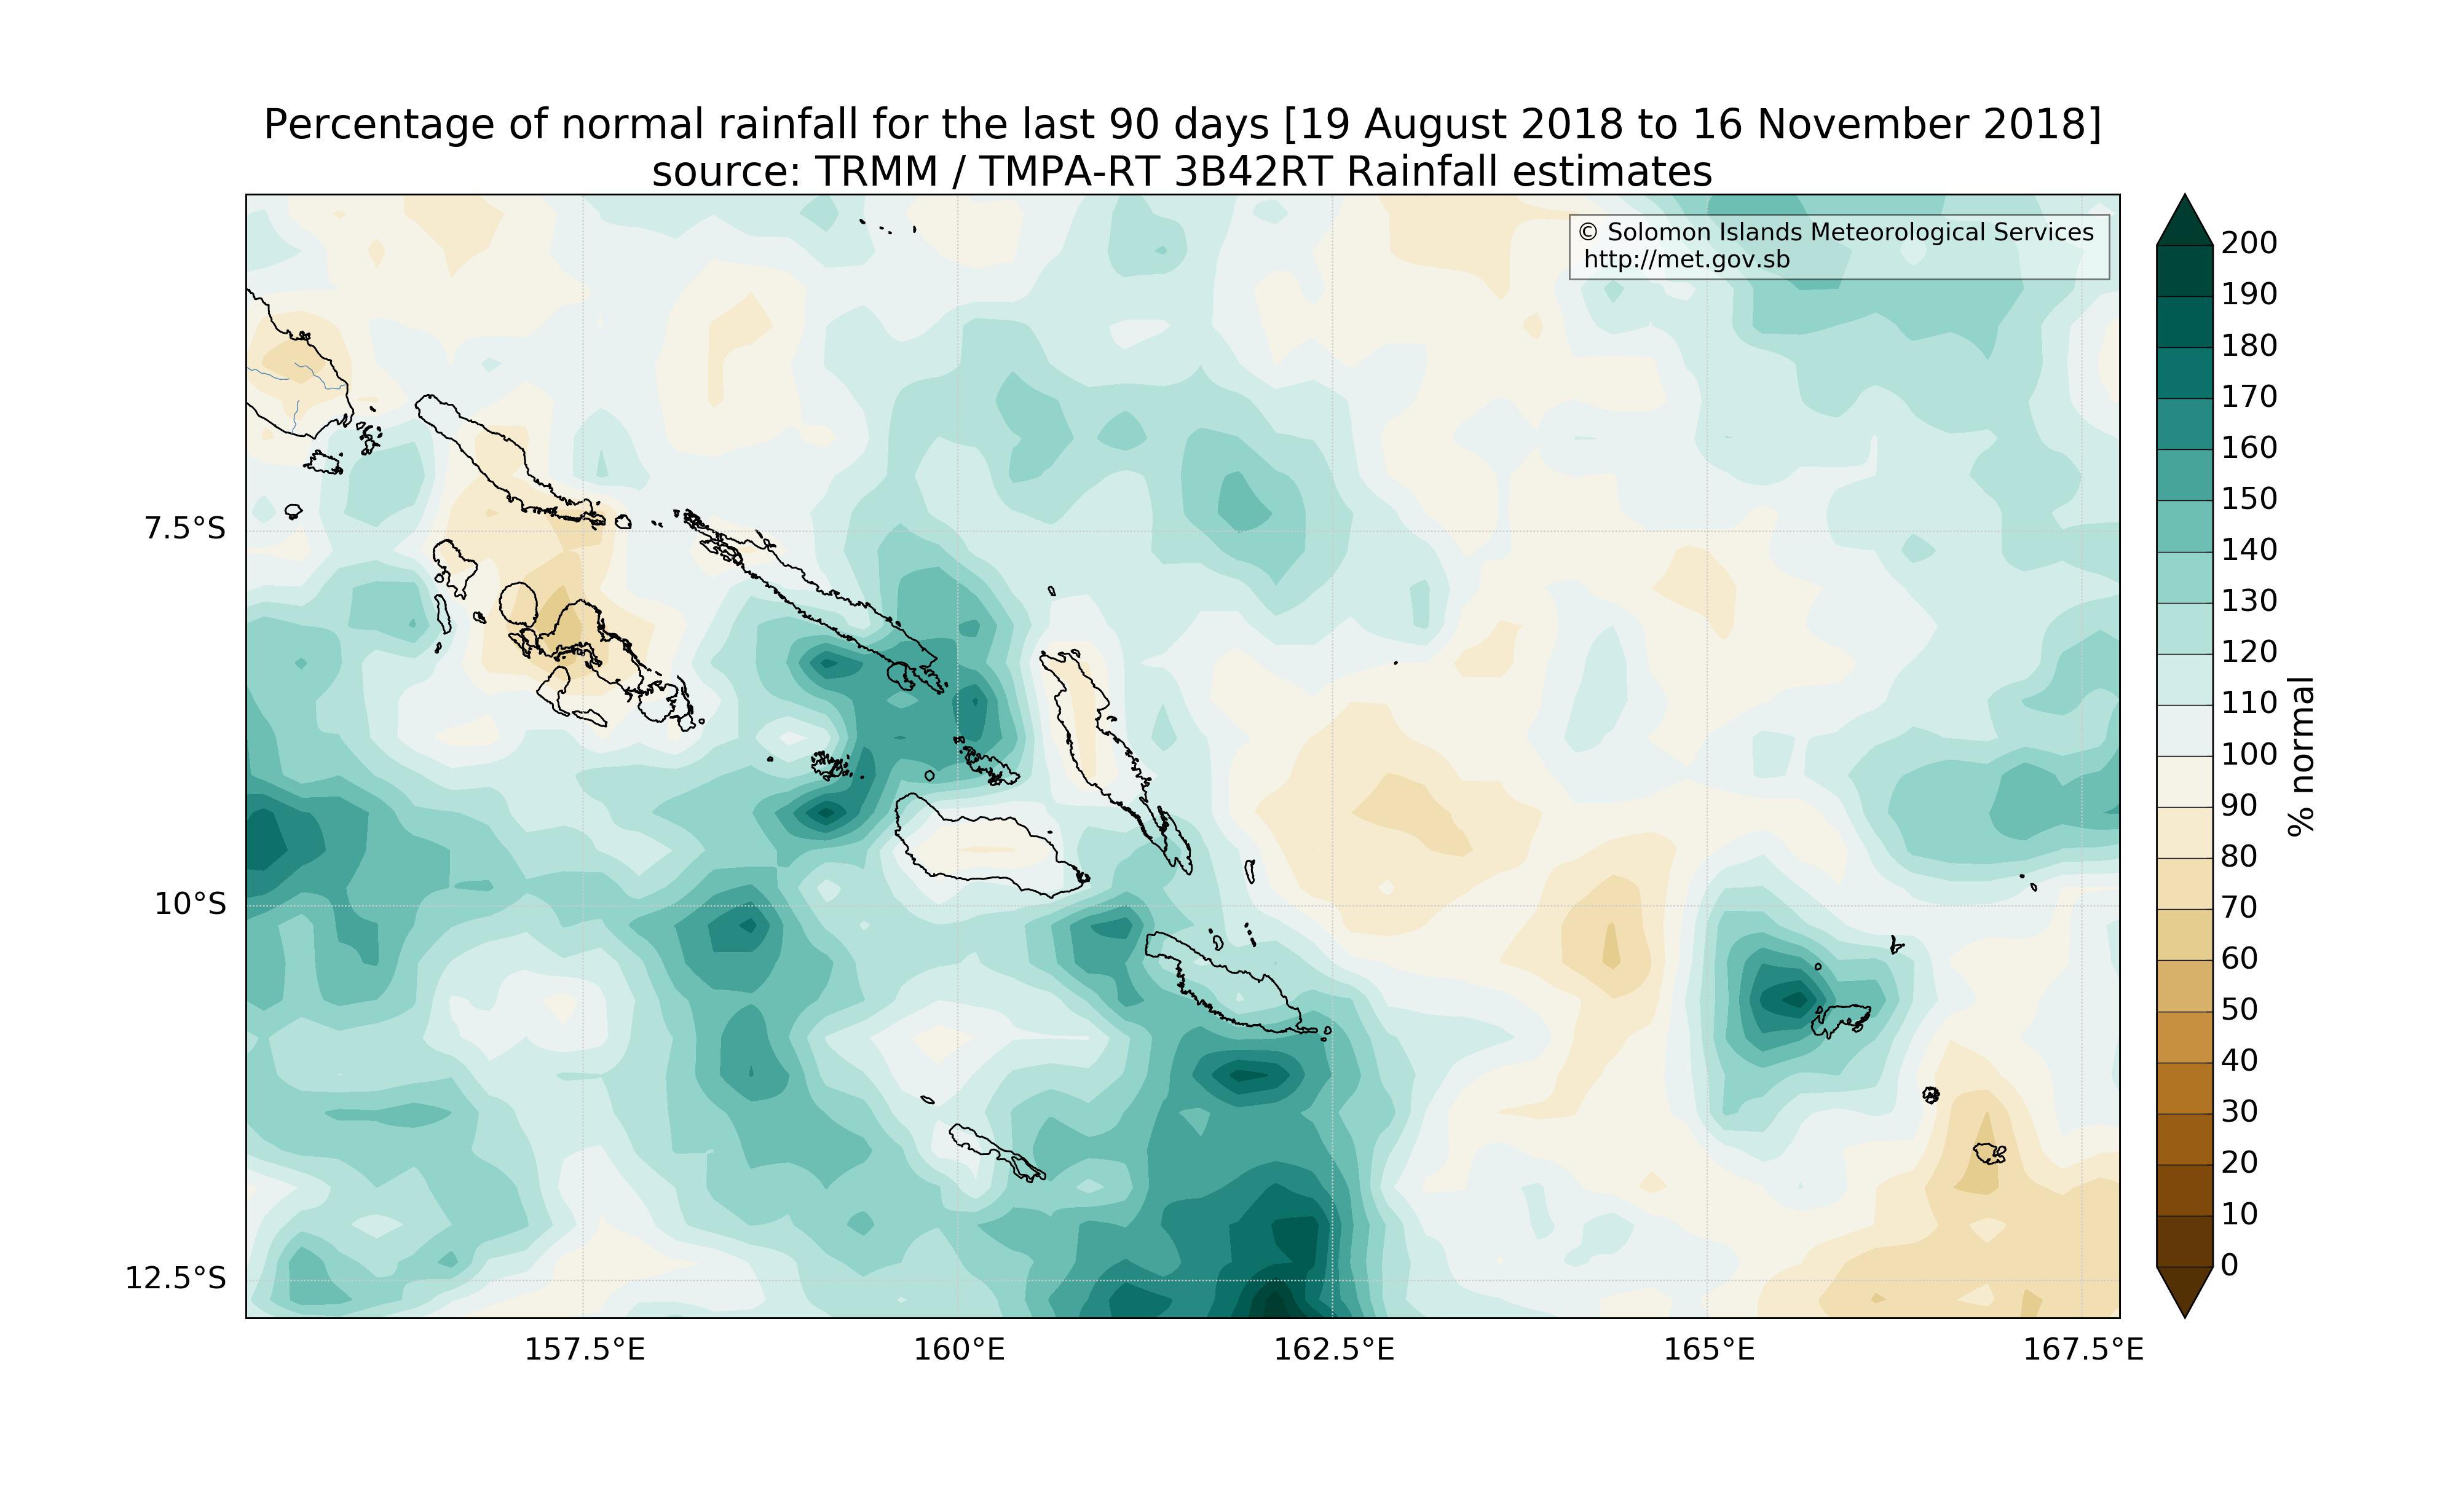 Percentage of normal rainfall for the last 90 days [19 August 2018 to 16 November 2018]
source: TRMM / TMPA-RT 3B42RT Rainfall estimates
© Solomon Islands Meteorological Services
http://met.gov.sb
7.5°S
10°S
12.5°S
157.5°E
160°E
162.5°E
165°E
167.5°E
200
190
180
170
160
150
140
130
120
110
100
90
80
70
60
50
40
30
20
10
0
% normal